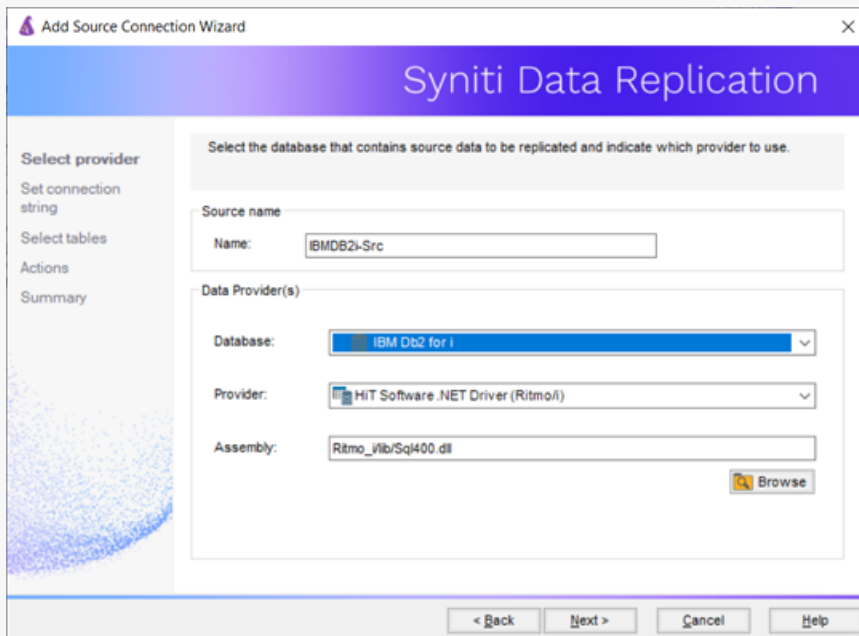 Add Source Connection Wizard
Syniti Data Replication
Select provider
Set connection
string
Select tables
Actions
Summary
Select the database that contains source data to be replicated and indicate which provider to use.
Source name
Name:
IBMDB2i-Src
Data Provider(s)
Database:
IBM Db2 for i
Provider:
HiT Software .NET Driver (Ritmo/i)
Assembly:
Ritmo_i/lib/Sql400.dll
Browse
< Back
Next >
Cancel
Help